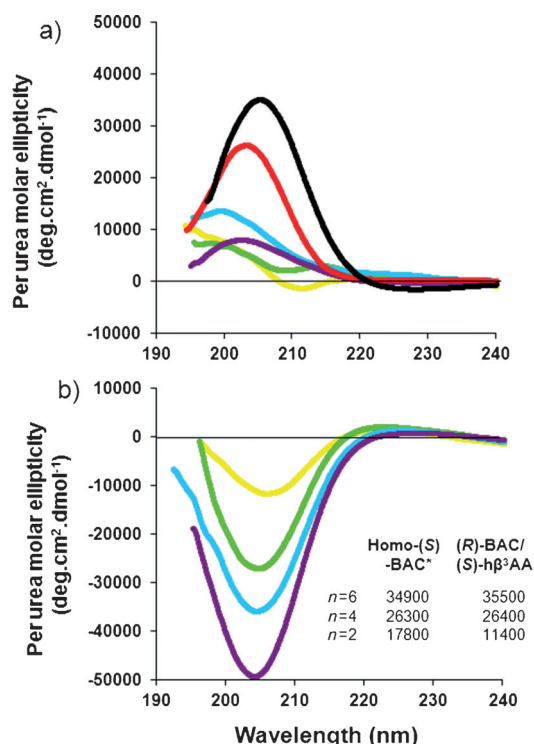 a)
50000
40000
30000
20000
10000
0
-10000
Per urea molar ellipticity
(deg.cm².dmol⁻¹)
190 200 210 220 230 240
b)
10000
0
-10000
-20000
-30000
-40000
-50000
Per urea molar ellipticity
(deg.cm².dmol⁻¹)
Homo-(S) (R)-BAC/
-BAC* (S)-hβ³AA
n=6 34900 35500
n=4 26300 26400
n=2 17800 11400
190 200 210 220 230 240
Wavelength (nm)